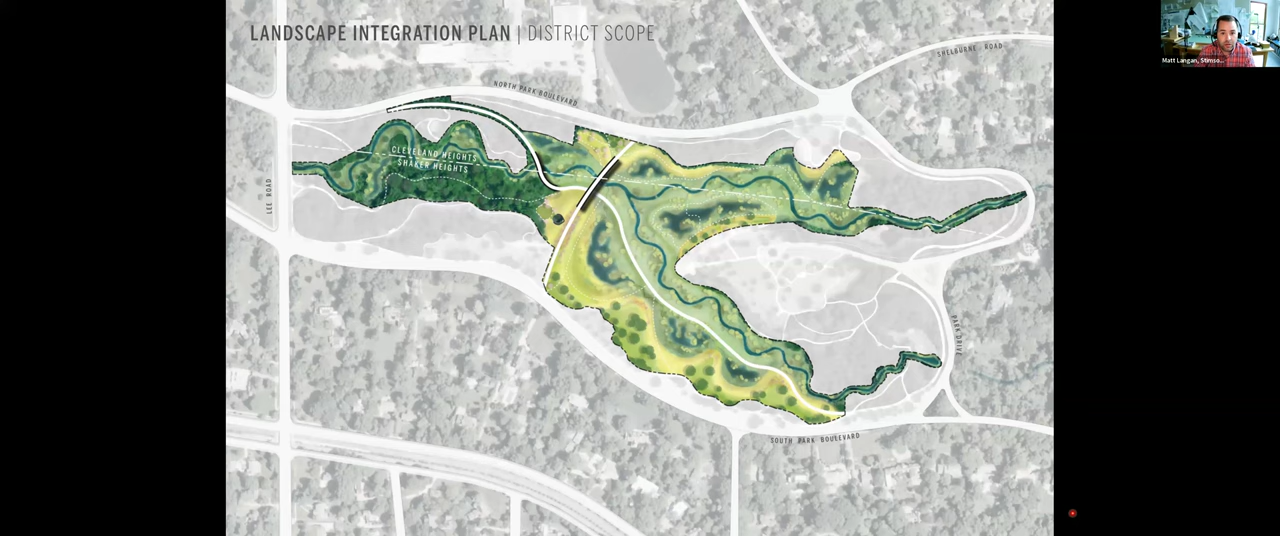 LANDSCAPE INTEGRATION PLAN | DISTRICT SCOPE
Matt Langan, Stimso...
SHELBURNE ROAD
NORTH PARK BOULEVARD
CLEVELAND HEIGHTS
SHAKER HEIGHTS
LEE ROAD
PARK DRIVE
SOUTH PARK BOULEVARD